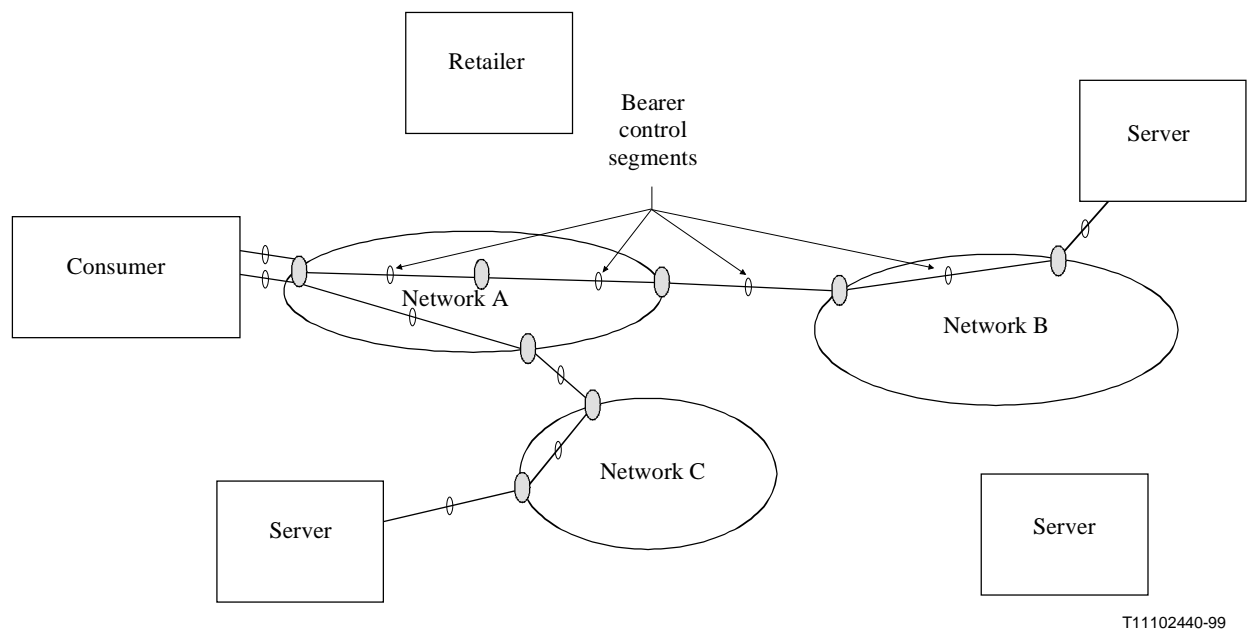 Retailer
Bearer
control
segments
Server
Consumer
Network A
Network B
Network C
Server
Server
T11102440-99